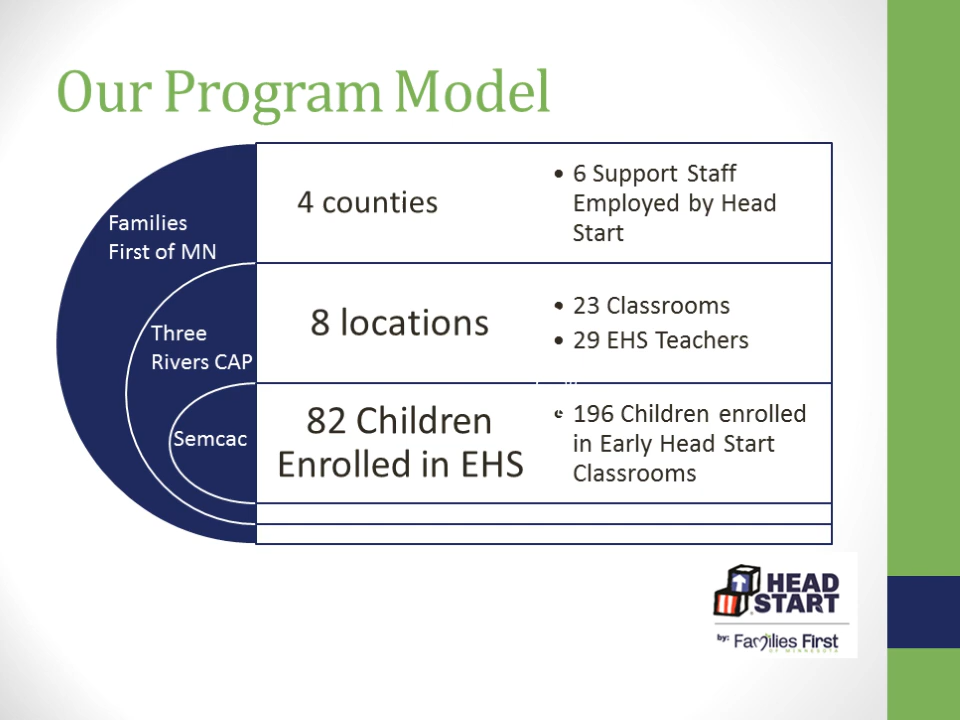 Our Program Model
Families
First of MN
4 counties
• 6 Support Staff
Employed by Head
Start
Three
Rivers CAP
8 locations
• 23 Classrooms
• 29 EHS Teachers
Semcac
82 Children
Enrolled in EHS
• 196 Children enrolled
in Early Head Start
Classrooms
HEAD
START
by: Families First
OF MINNESOTA